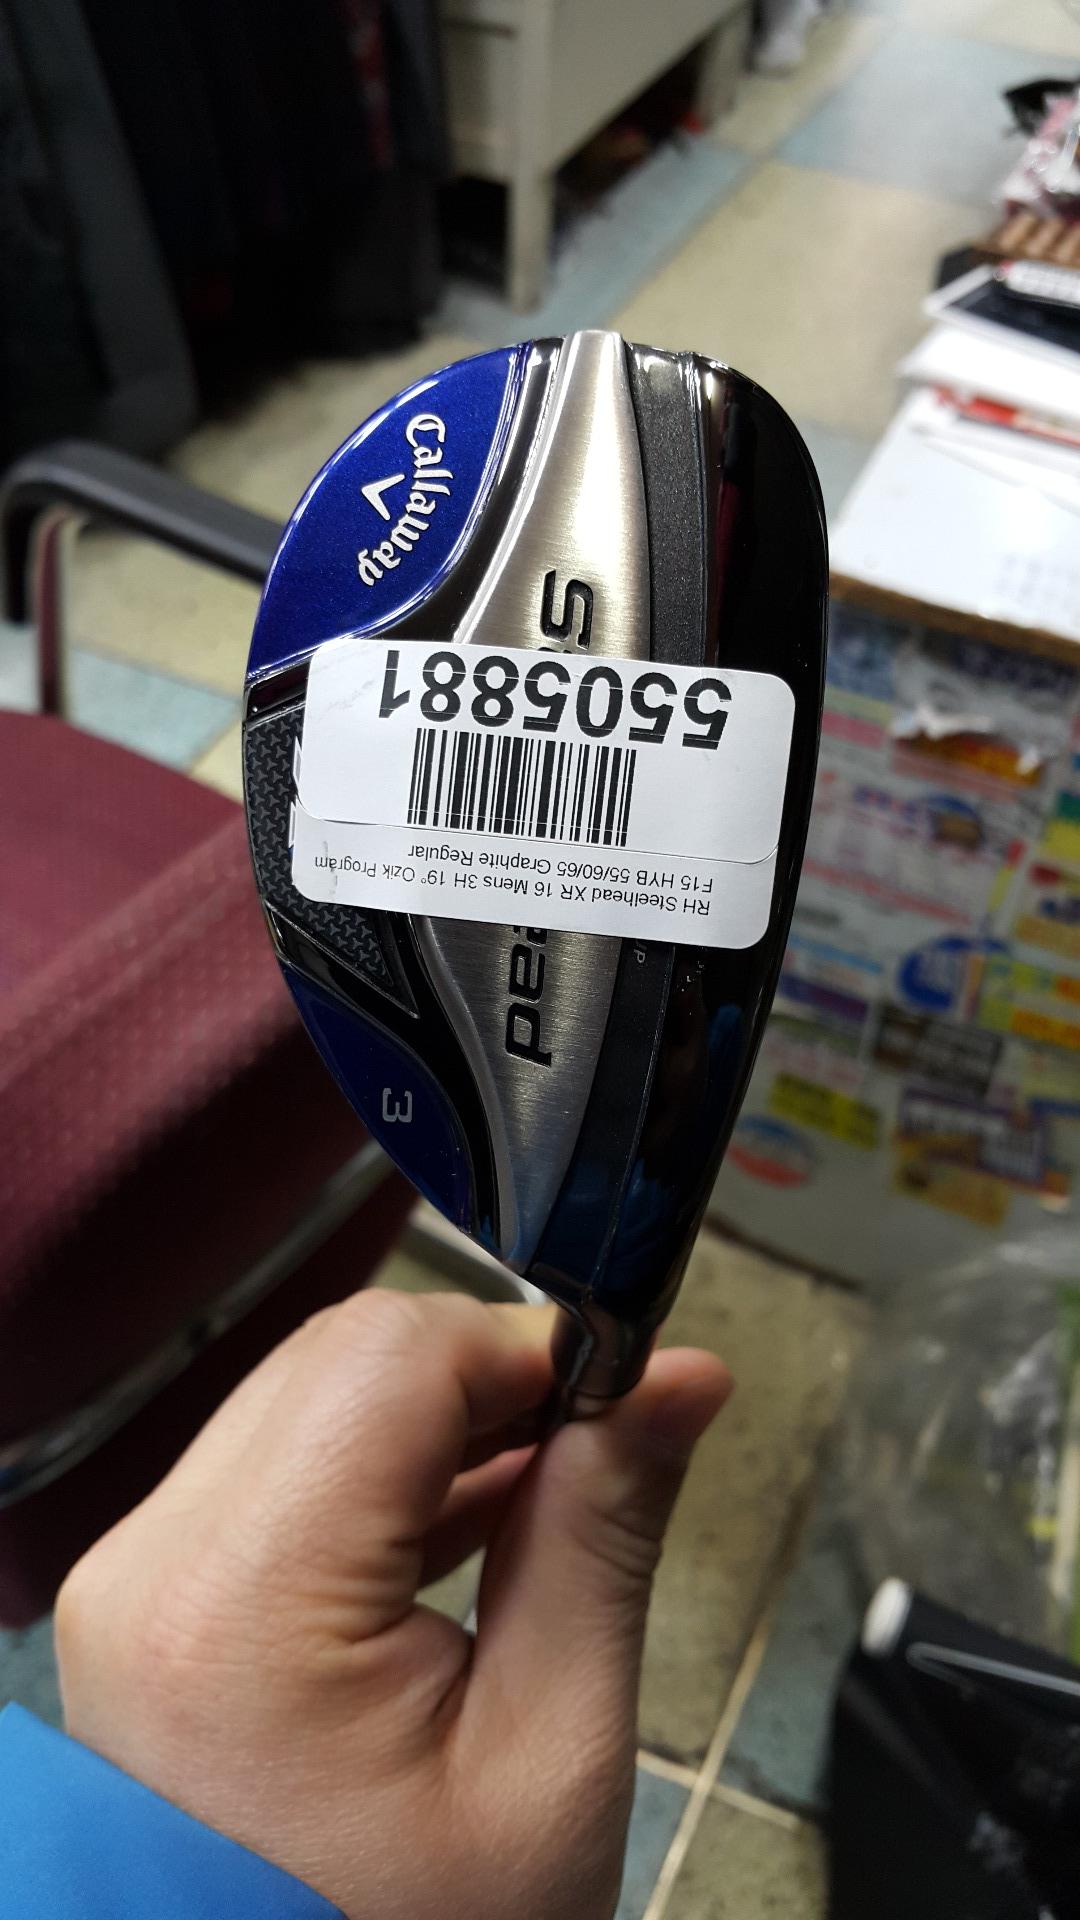 Callaway
S
5505881
RH Steelhead XR 16 Mens 3H 19° Ozik Program
F15 HYB 55/60/65 Graphite Regular
ead
3